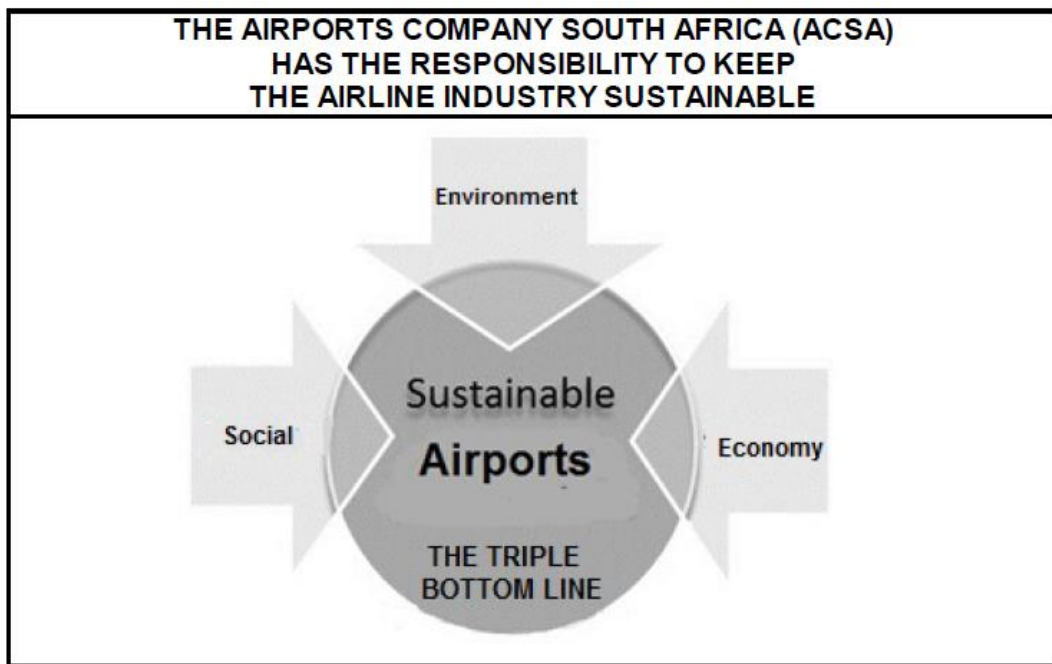 THE AIRPORTS COMPANY SOUTH AFRICA (ACSA)
HAS THE RESPONSIBILITY TO KEEP
THE AIRLINE INDUSTRY SUSTAINABLE
Environment
Social
Sustainable
Airports
Economy
THE TRIPLE
BOTTOM LINE